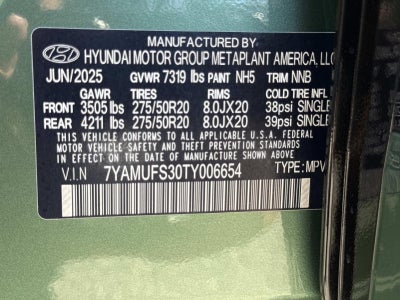 MANUFACTURED BY
HYUNDAI MOTOR GROUP METAPLANT AMERICA, LLC
JUN/2025 GVWR 7319 lbs PAINT NH5 TRIM NNB
GAWR TIRES RIMS COLD TIRE INFL
FRONT 3505 lbs 275/50R20 8.0JX20 38psi SINGLE
REAR 4211 lbs 275/50R20 8.0JX20 39psi SINGLE
THIS VEHICLE CONFORMS TO ALL APPLICABLE U.S.A. FEDERAL
MOTOR VEHICLE SAFETY, BUMPER, AND THEFT PREVENTION
STANDARDS IN EFFECT ON THE DATE OF MANUFACTURE
V.I.N 7YAMUFS30TY006654 TYPE: MPV